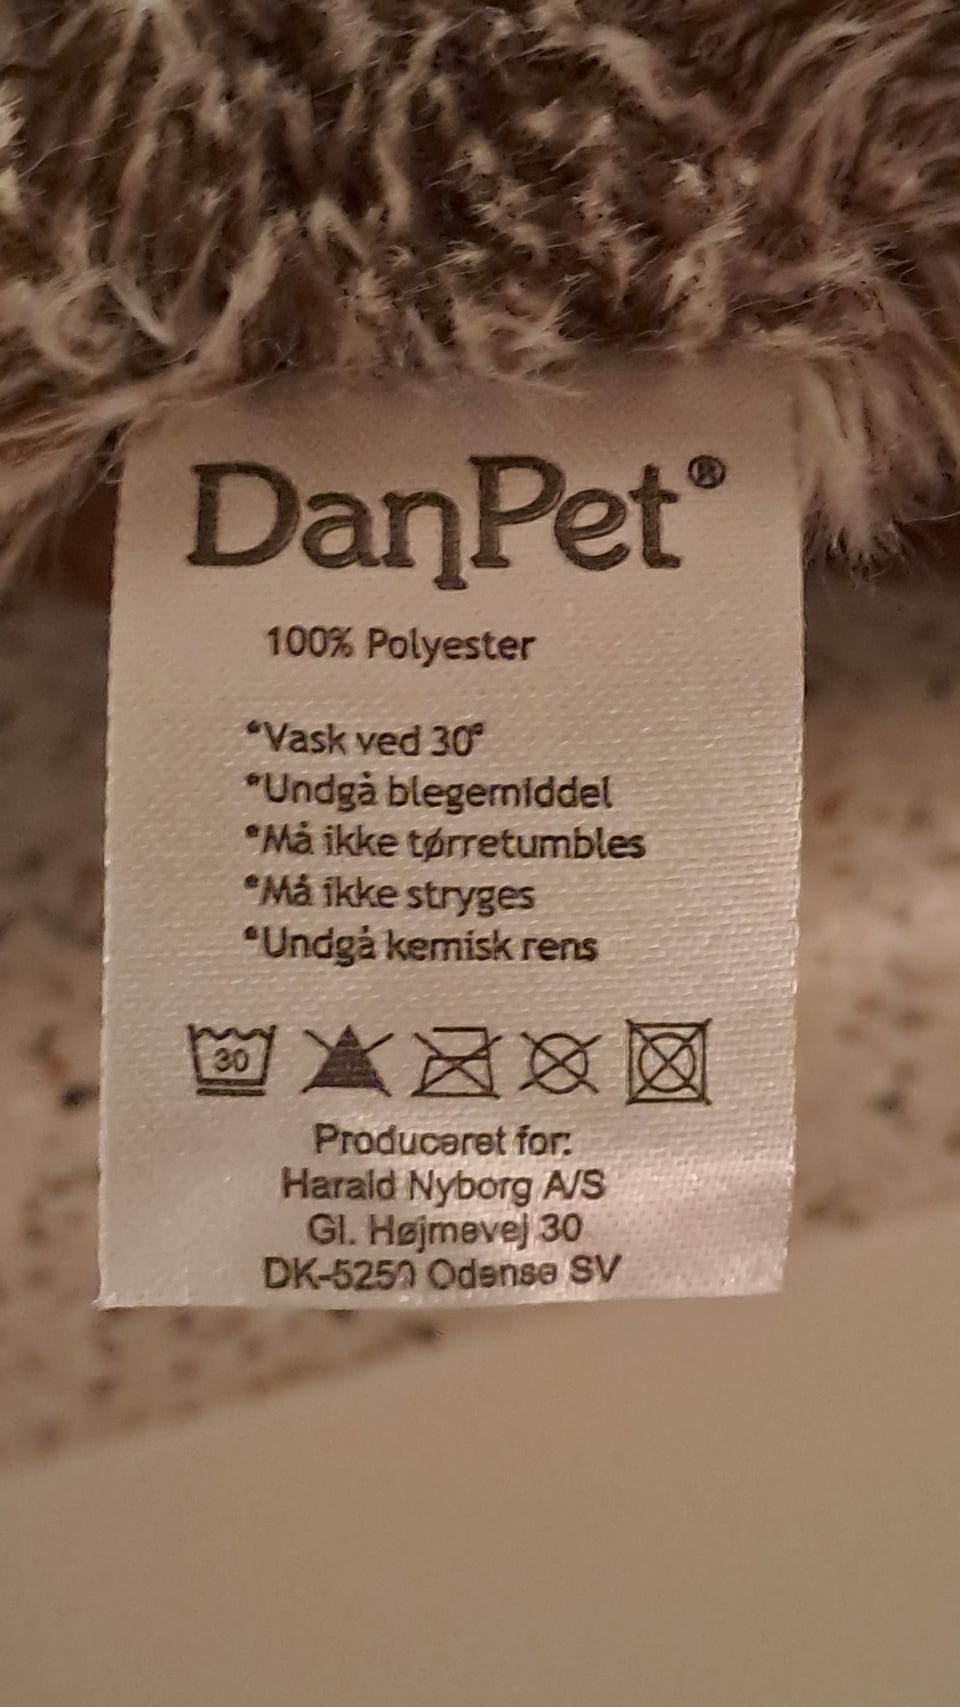 DanPet®
100% Polyester
*Vask ved 30°
*Undgå blegemiddel
*Må ikke tørretumbles
*Må ikke stryges
*Undgå kemisk rens
30
Produceret for:
Harald Nyborg A/S
Gl. Højmevej 30
DK-5250 Odense SV